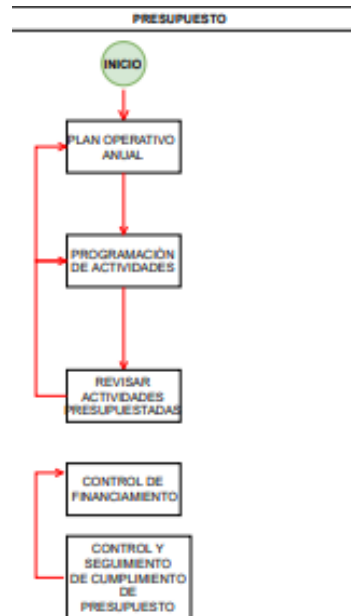 PRESUPUESTO
INICIO
PLAN OPERATIVO
ANUAL
PROGRAMACIÓN
DE ACTIVIDADES
REVISAR
ACTIVIDADES
PRESUPUESTADAS
CONTROL DE
FINANCIAMIENTO
CONTROL Y
SEGUIMIENTO
DE CUMPLIMIENTO
DE
PRESUPUESTO